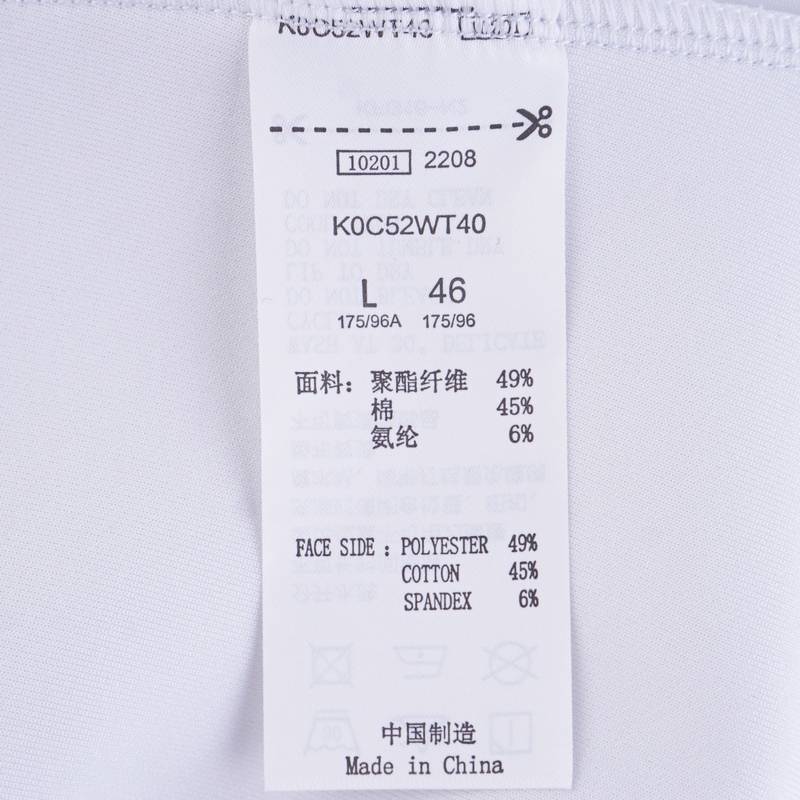 K0C52WT40 10201
10201 2208
K0C52WT40
L 46
175/96A 175/96
面料：聚酯纤维 49%
棉 45%
氨纶 6%
FACE SIDE : POLYESTER 49%
COTTON 45%
SPANDEX 6%
中国制造
Made in China